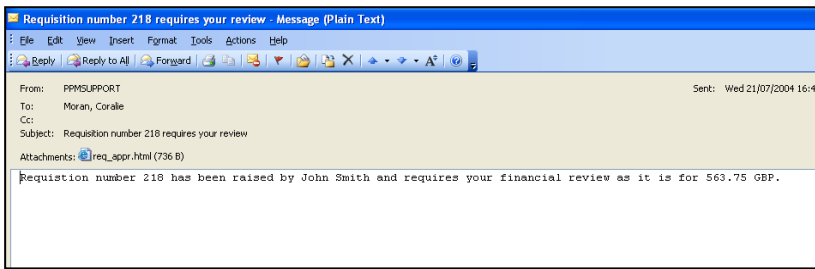 Requisition number 218 requires your review - Message (Plain Text)
File Edit View Insert Format Tools Actions Help
Reply Reply to All Forward
From: PPMSUPPORT Sent: Wed 21/07/2004 16:4
To: Moran, Coralie
Cc:
Subject: Requisition number 218 requires your review
Attachments: req_appr.html (736 B)
Requistion number 218 has been raised by John Smith and requires your financial review as it is for 563.75 GBP.